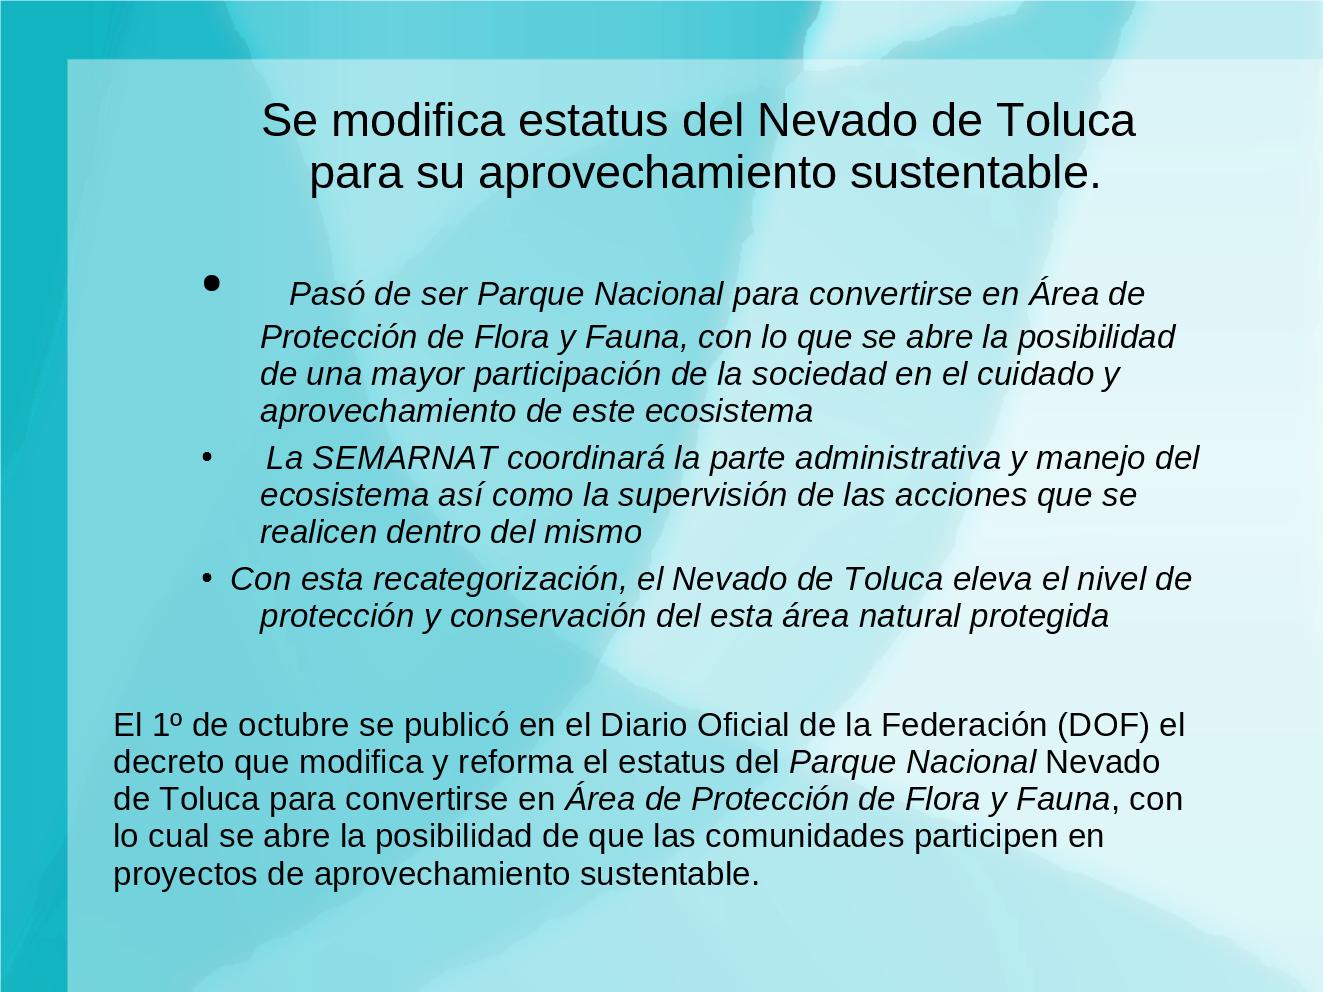 Se modifica estatus del Nevado de Toluca
para su aprovechamiento sustentable.
• Pasó de ser Parque Nacional para convertirse en Área de
Protección de Flora y Fauna, con lo que se abre la posibilidad
de una mayor participación de la sociedad en el cuidado y
aprovechamiento de este ecosistema
• La SEMARNAT coordinará la parte administrativa y manejo del
ecosistema así como la supervisión de las acciones que se
realicen dentro del mismo
• Con esta recategorización, el Nevado de Toluca eleva el nivel de
protección y conservación del esta área natural protegida
El 1º de octubre se publicó en el Diario Oficial de la Federación (DOF) el
decreto que modifica y reforma el estatus del Parque Nacional Nevado
de Toluca para convertirse en Área de Protección de Flora y Fauna, con
lo cual se abre la posibilidad de que las comunidades participen en
proyectos de aprovechamiento sustentable.